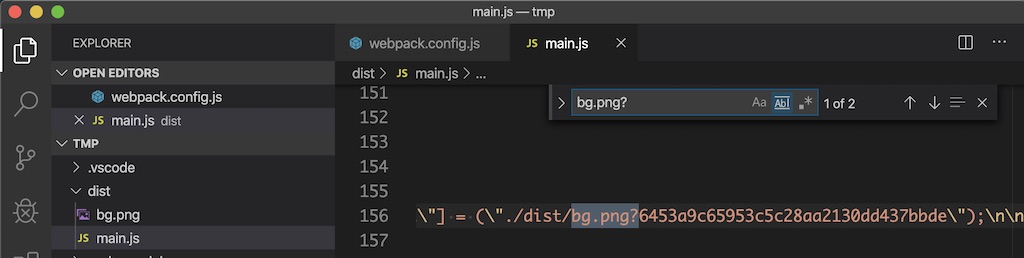 main.js — tmp
EXPLORER
webpack.config.js
JS main.js
OPEN EDITORS
dist > JS main.js > ...
webpack.config.js
JS main.js dist
bg.png?
Aa
Abl
.*
1 of 2
TMP
.vscode
dist
bg.png
JS main.js
151
152
153
154
155
156 \"] = (\"./dist/bg.png?6453a9c65953c5c28aa2130dd437bbde\");\n\n
157